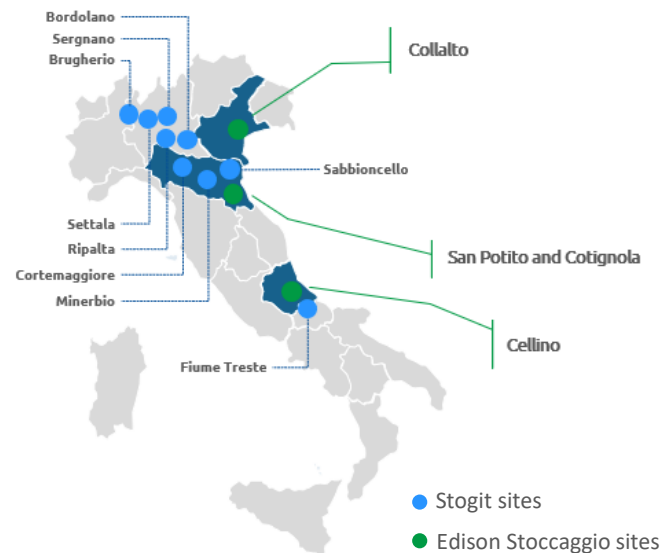 Bordolano
Sergnano
Brugherio
Collalto
Sabbioncello
Settala
Ripalta
Cortemaggiore
Minerbio
San Potito and Cotignola
Cellino
Fiume Treste
Stogit sites
Edison Stoccaggio sites